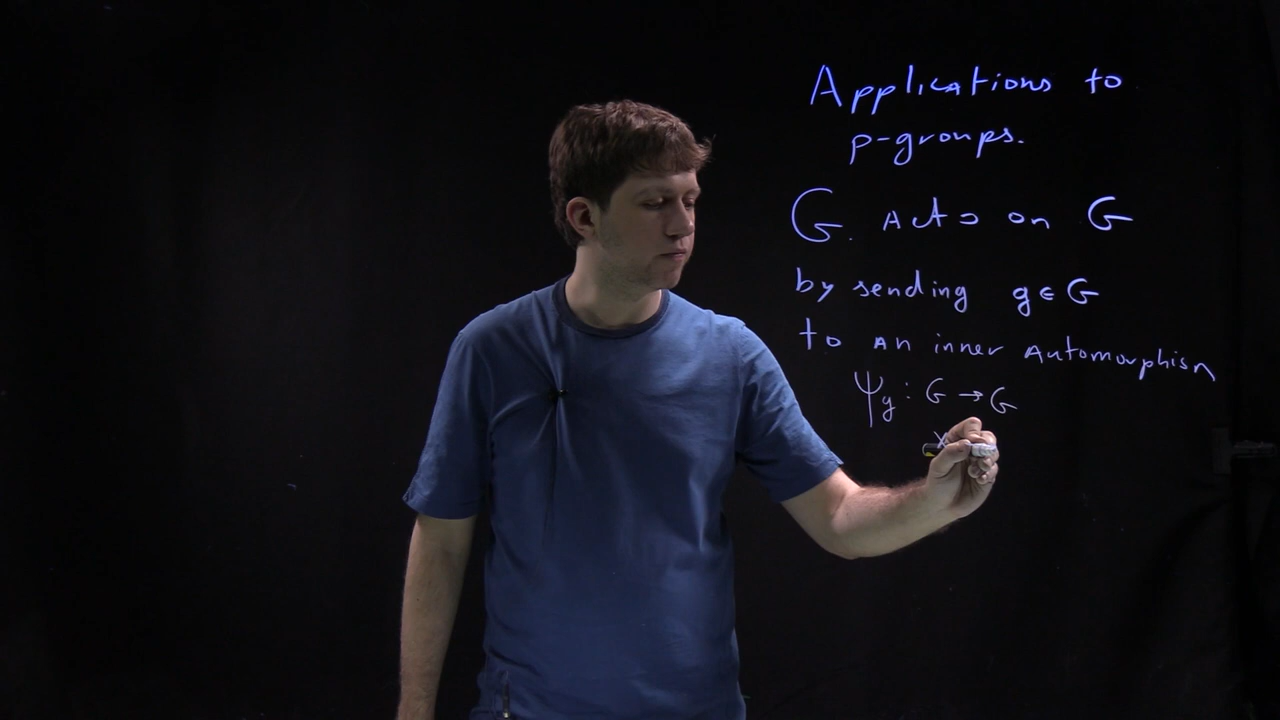 Applications to
p-groups.
G. Acts on G
by sending g ∈ G
to an inner Automorphism
Ψg : G → G
x